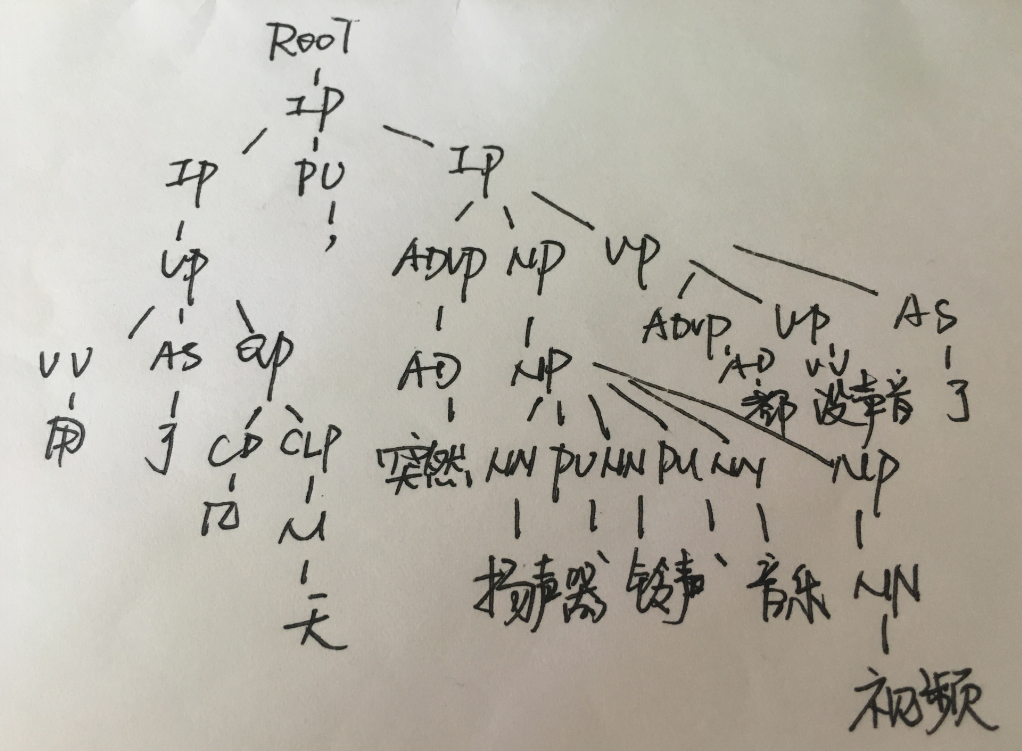 ROOT
IP
IP PU IP
，
VP ADVP NP VP
VV AS QP AD NP ADVP VP AS
AD VV
用 了 CD CLP 突然 NN PU NN PU NN 都 没声音 了
NP
四 M
扬声器 、 铃声 、 音乐 NN
天
视频